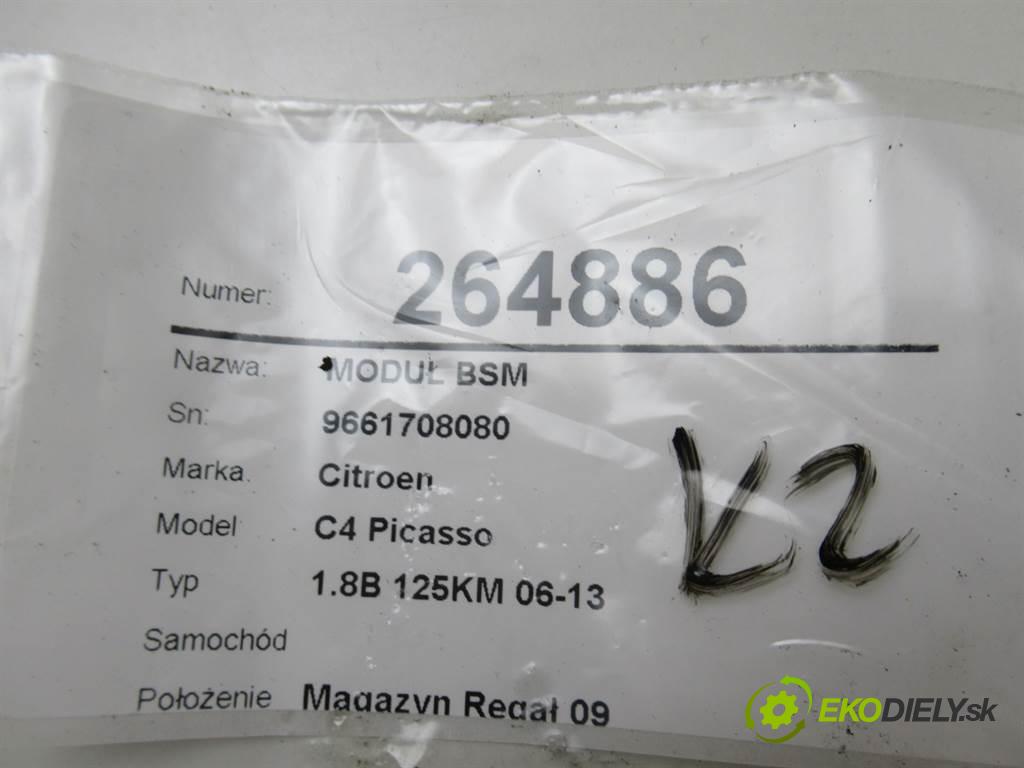 Numer: 264886
Nazwa: MODUŁ BSM
Sn: 9661708080
Marka: Citroen
Model C4 Picasso
Typ 1.8B 125KM 06-13
Samochód
Położenie Magazyn Regał 09
K2
EKODIELY.sk